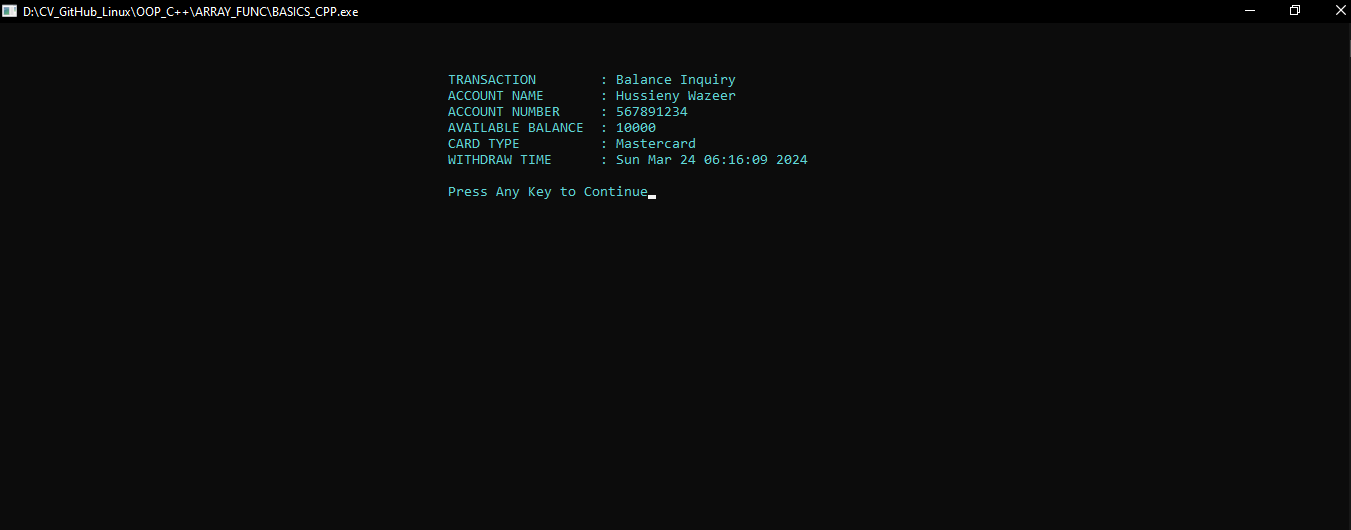 D:\CV_GitHub_Linux\OOP_C++\ARRAY_FUNC\BASICS_CPP.exe
TRANSACTION        : Balance Inquiry
ACCOUNT NAME       : Hussieny Wazeer
ACCOUNT NUMBER     : 567891234
AVAILABLE BALANCE  : 10000
CARD TYPE          : Mastercard
WITHDRAW TIME      : Sun Mar 24 06:16:09 2024
Press Any Key to Continue